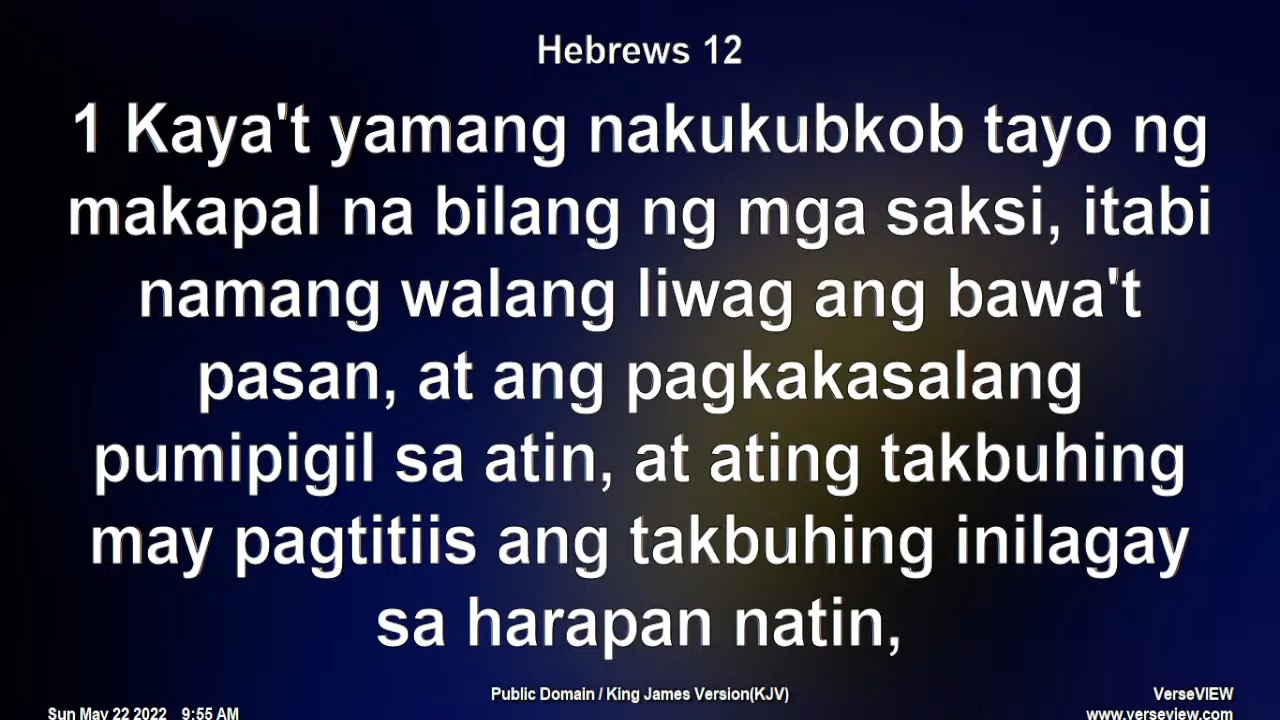 Hebrews 12
1 Kaya't yamang nakukubkob tayo ng
makapal na bilang ng mga saksi, itabi
namang walang liwag ang bawa't
pasan, at ang pagkakasalang
pumipigil sa atin, at ating takbuhing
may pagtitiis ang takbuhing inilagay
sa harapan natin,
Public Domain / King James Version(KJV)
VerseVIEW
Sun May 22 2022 9:55 AM
www.verseview.com